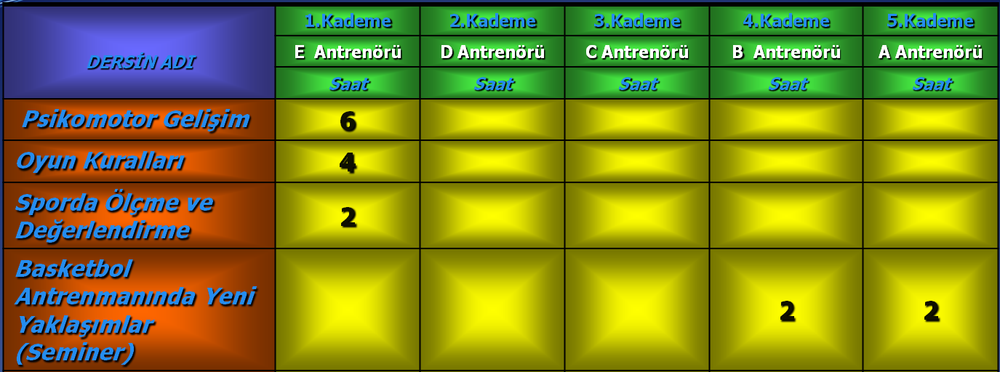 DERSİN ADI
1.Kademe 2.Kademe 3.Kademe 4.Kademe 5.Kademe
E Antrenörü D Antrenörü C Antrenörü B Antrenörü A Antrenörü
Saat Saat Saat Saat Saat
Psikomotor Gelişim 6
Oyun Kuralları 4
Sporda Ölçme ve
Değerlendirme 2
Basketbol
Antrenmanında Yeni
Yaklaşımlar
(Seminer) 2 2